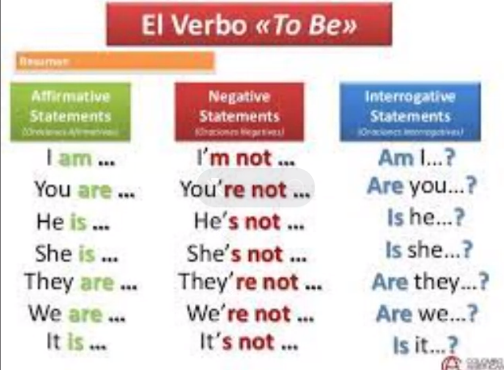 El Verbo «To Be»
Resumen
Affirmative
Statements
(Oraciones Afirmativas)
I am ...
You are ...
He is ...
She is ...
They are ...
We are ...
It is ...
Negative
Statements
(Oraciones Negativas)
I'm not ...
You're not ...
He's not ...
She's not ...
They're not ...
We're not ...
It's not ...
Interrogative
Statements
(Oraciones Interrogativas)
Am I...?
Are you...?
Is he...?
Is she...?
Are they...?
Are we...?
Is it...?
COLOMBO
AMERICANO